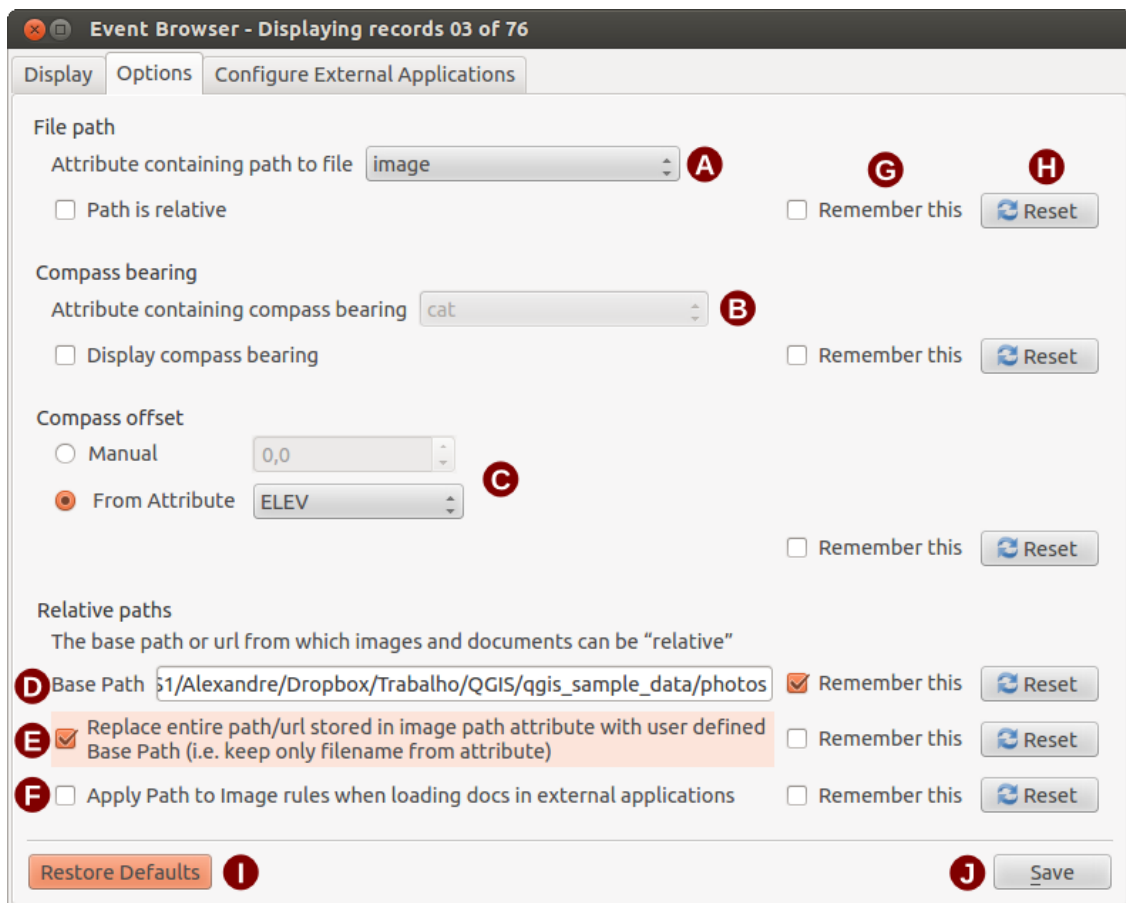 Event Browser - Displaying records 03 of 76
Display Options Configure External Applications
File path
Attribute containing path to file image A G H
Path is relative Remember this Reset
Compass bearing
Attribute containing compass bearing cat B
Display compass bearing Remember this Reset
Compass offset
Manual 0,0
C
From Attribute ELEV
Remember this Reset
Relative paths
The base path or url from which images and documents can be “relative”
D Base Path S1/Alexandre/Dropbox/Trabalho/QGIS/qgis_sample_data/photos Remember this Reset
E Replace entire path/url stored in image path attribute with user defined
Base Path (i.e. keep only filename from attribute) Remember this Reset
F Apply Path to Image rules when loading docs in external applications Remember this Reset
Restore Defaults I J Save